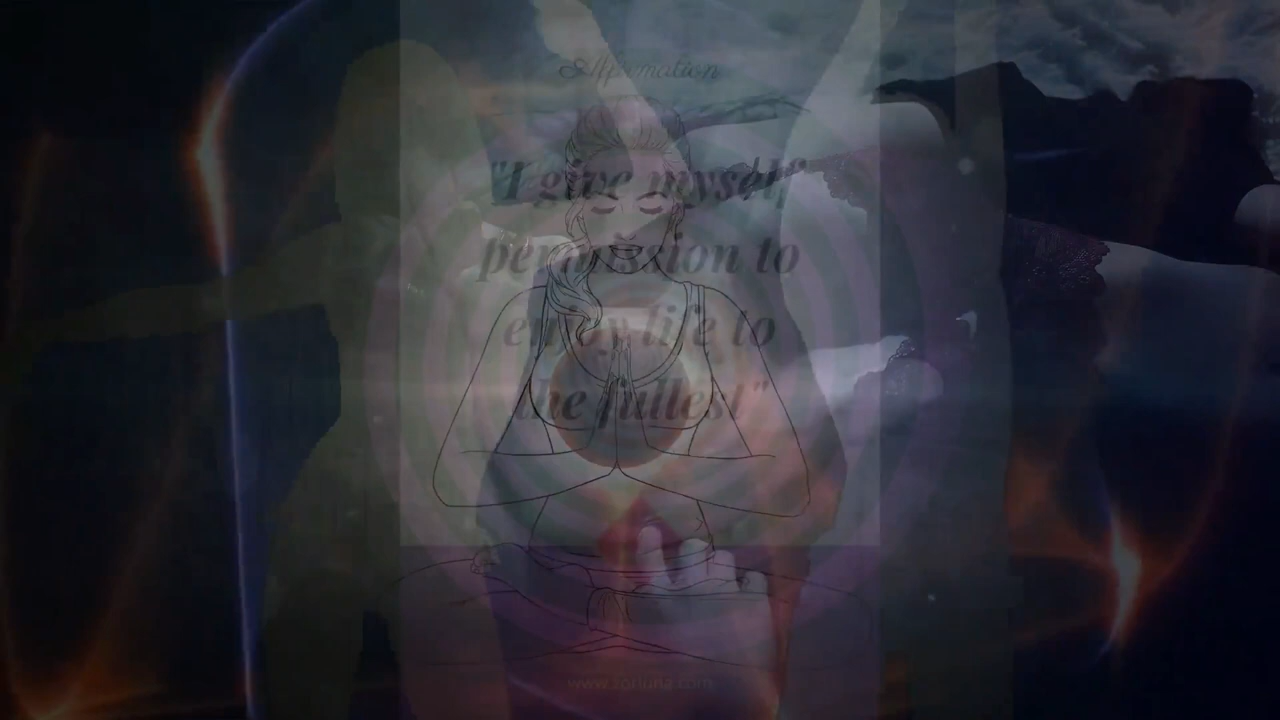 Affirmation
"I give myself
permission to
enjoy life to
the fullest"